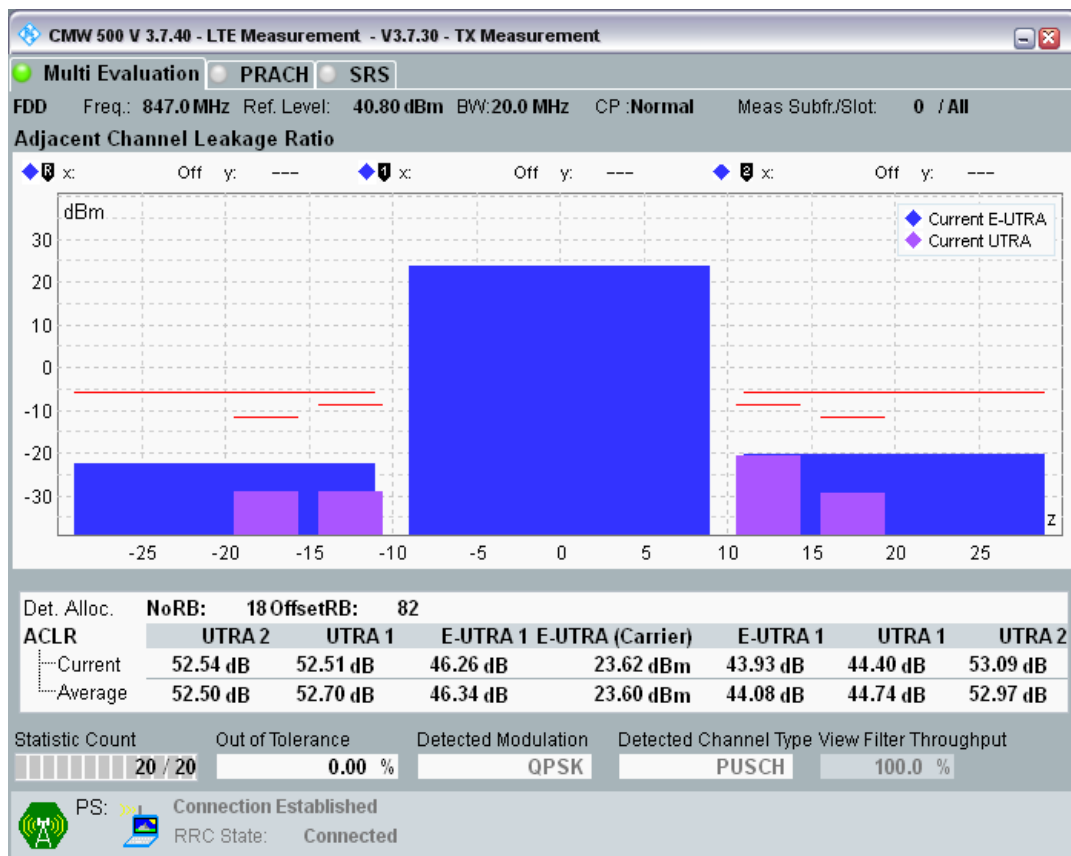 CMW 500 V 3.7.40 - LTE Measurement - V3.7.30 - TX Measurement
Multi Evaluation PRACH SRS
FDD Freq.: 847.0 MHz Ref. Level: 40.80 dBm BW:20.0 MHz CP :Normal Meas Subfr./Slot: 0 / All
Adjacent Channel Leakage Ratio
R x: Off y: --- 1 x: Off y: --- 2 x: Off y: ---
dBm
Current E-UTRA
Current UTRA
30
20
10
0
-10
-20
-30
z
-25 -20 -15 -10 -5 0 5 10 15 20 25
Det. Alloc. NoRB: 18 OffsetRB: 82
ACLR UTRA 2 UTRA 1 E-UTRA 1 E-UTRA (Carrier) E-UTRA 1 UTRA 1 UTRA 2
Current 52.54 dB 52.51 dB 46.26 dB 23.62 dBm 43.93 dB 44.40 dB 53.09 dB
Average 52.50 dB 52.70 dB 46.34 dB 23.60 dBm 44.08 dB 44.74 dB 52.97 dB
Statistic Count Out of Tolerance Detected Modulation Detected Channel Type View Filter Throughput
20 / 20 0.00 % QPSK PUSCH 100.0 %
PS: Connection Established
RRC State: Connected